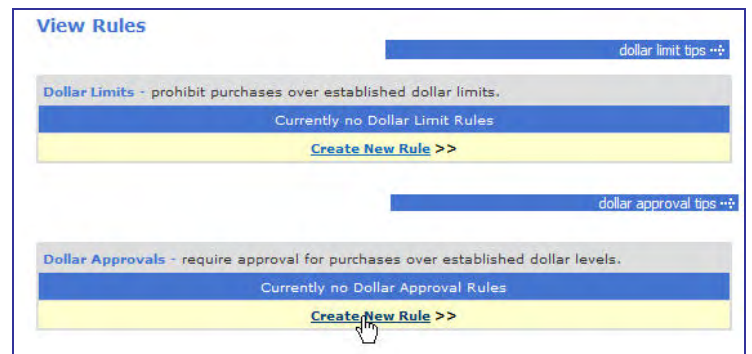 View Rules
dollar limit tips
Dollar Limits - prohibit purchases over established dollar limits.
Currently no Dollar Limit Rules
Create New Rule >>
dollar approval tips
Dollar Approvals - require approval for purchases over established dollar levels.
Currently no Dollar Approval Rules
Create New Rule >>